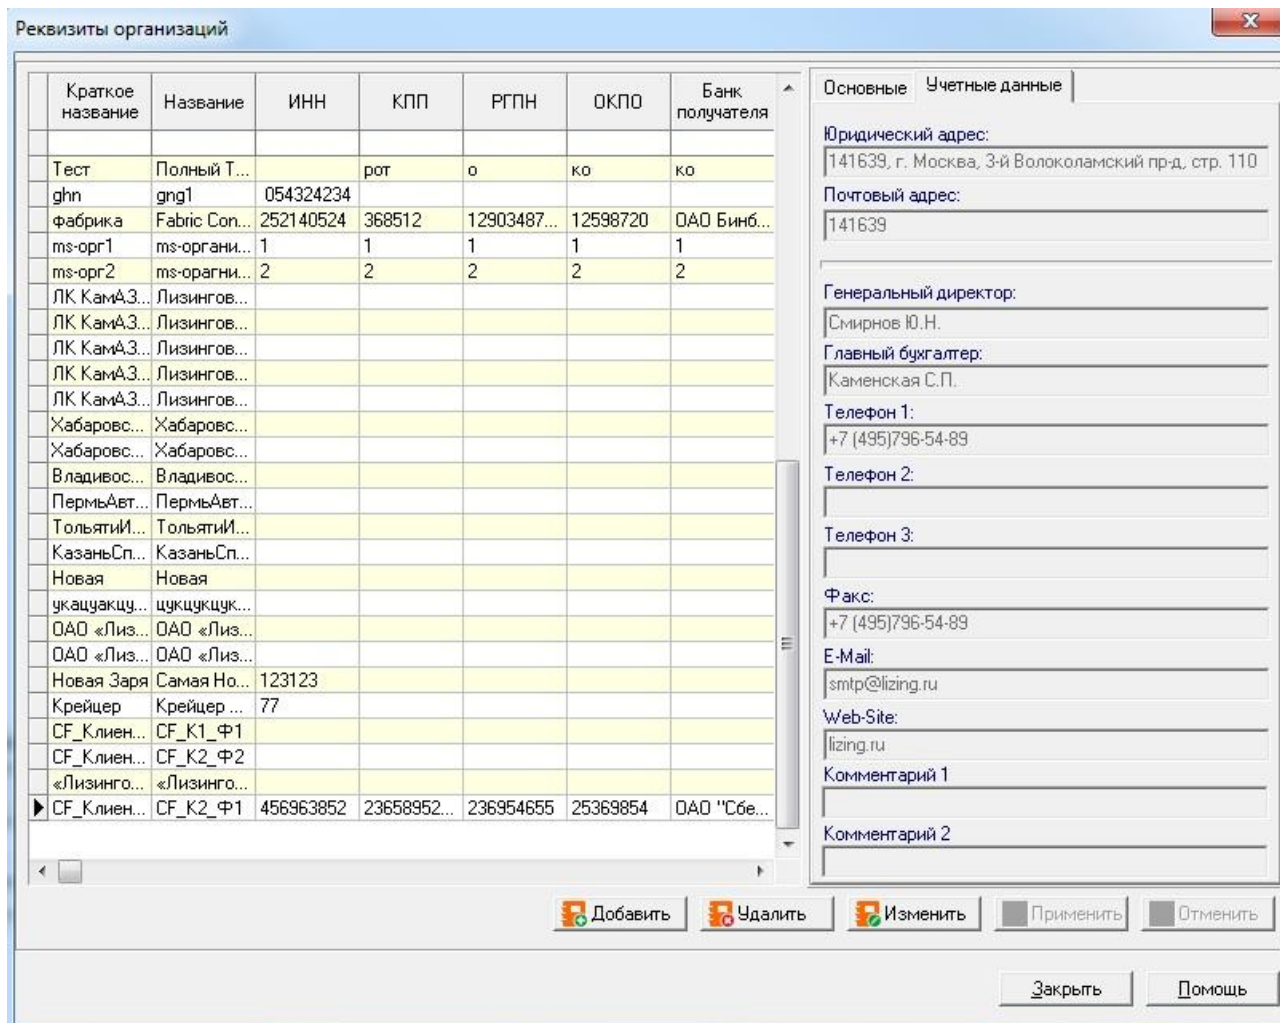 Реквизиты организаций
Краткое название Название ИНН КПП РГПН ОКПО Банк получателя
Тест Полный Т... рот о ко ко
ghn gng1 054324234
фабрика Fabric Con... 252140524 368512 12903487... 12598720 ОАО Бинб...
ms-орг1 ms-органи... 1 1 1 1 1
ms-орг2 ms-орагни... 2 2 2 2 2
ЛК КамАЗ... Лизингов...
ЛК КамАЗ... Лизингов...
ЛК КамАЗ... Лизингов...
ЛК КамАЗ... Лизингов...
ЛК КамАЗ... Лизингов...
Хабаровс... Хабаровс...
Хабаровс... Хабаровс...
Владивос... Владивос...
ПермьАвт... ПермьАвт...
ТольятиИ... ТольятиИ...
КазаньСп... КазаньСп...
Новая Новая
укацуакцу... цукцукцук...
ОАО «Лиз... ОАО «Лиз...
ОАО «Лиз... ОАО «Лиз...
Новая Заря Самая Но... 123123
Крейцер Крейцер ... 77
CF_Клиен... CF_К1_Ф1
CF_Клиен... CF_К2_Ф2
«Лизинго... «Лизинго...
CF_Клиен... CF_К2_Ф1 456963852 23658952... 236954655 25369854 ОАО "Сбе...
Основные Учетные данные
Юридический адрес:
141639, г. Москва, 3-й Волоколамский пр-д, стр. 110
Почтовый адрес:
141639
Генеральный директор:
Смирнов Ю.Н.
Главный бухгалтер:
Каменская С.П.
Телефон 1:
+7 (495)796-54-89
Телефон 2:
Телефон 3:
Факс:
+7 (495)796-54-89
E-Mail:
smtp@lizing.ru
Web-Site:
lizing.ru
Комментарий 1
Комментарий 2
Добавить Удалить Изменить Применить Отменить
Закрыть Помощь